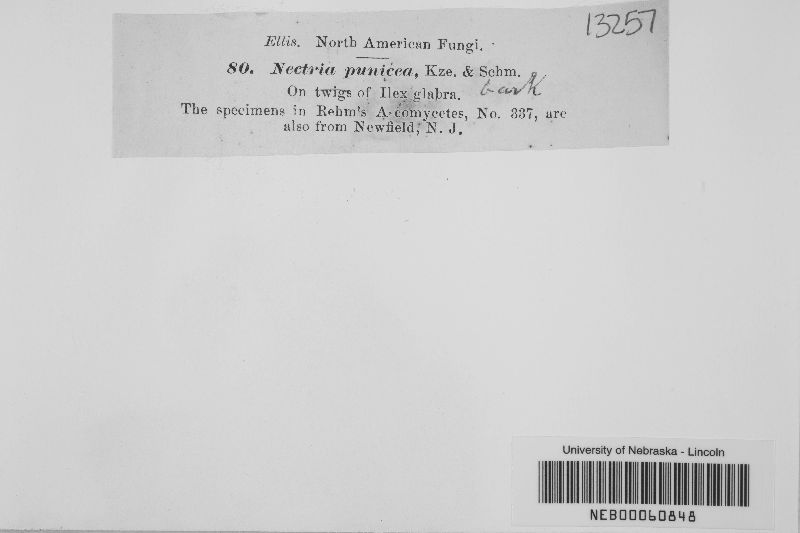 13257
Ellis. North American Fungi.
80. Nectria punicea, Kze. & Schm.
On twigs of Ilex glabra. bark
The specimens in Rehm's Ascomycetes, No. 337, are
also from Newfield, N. J.
University of Nebraska - Lincoln
NEB00060848